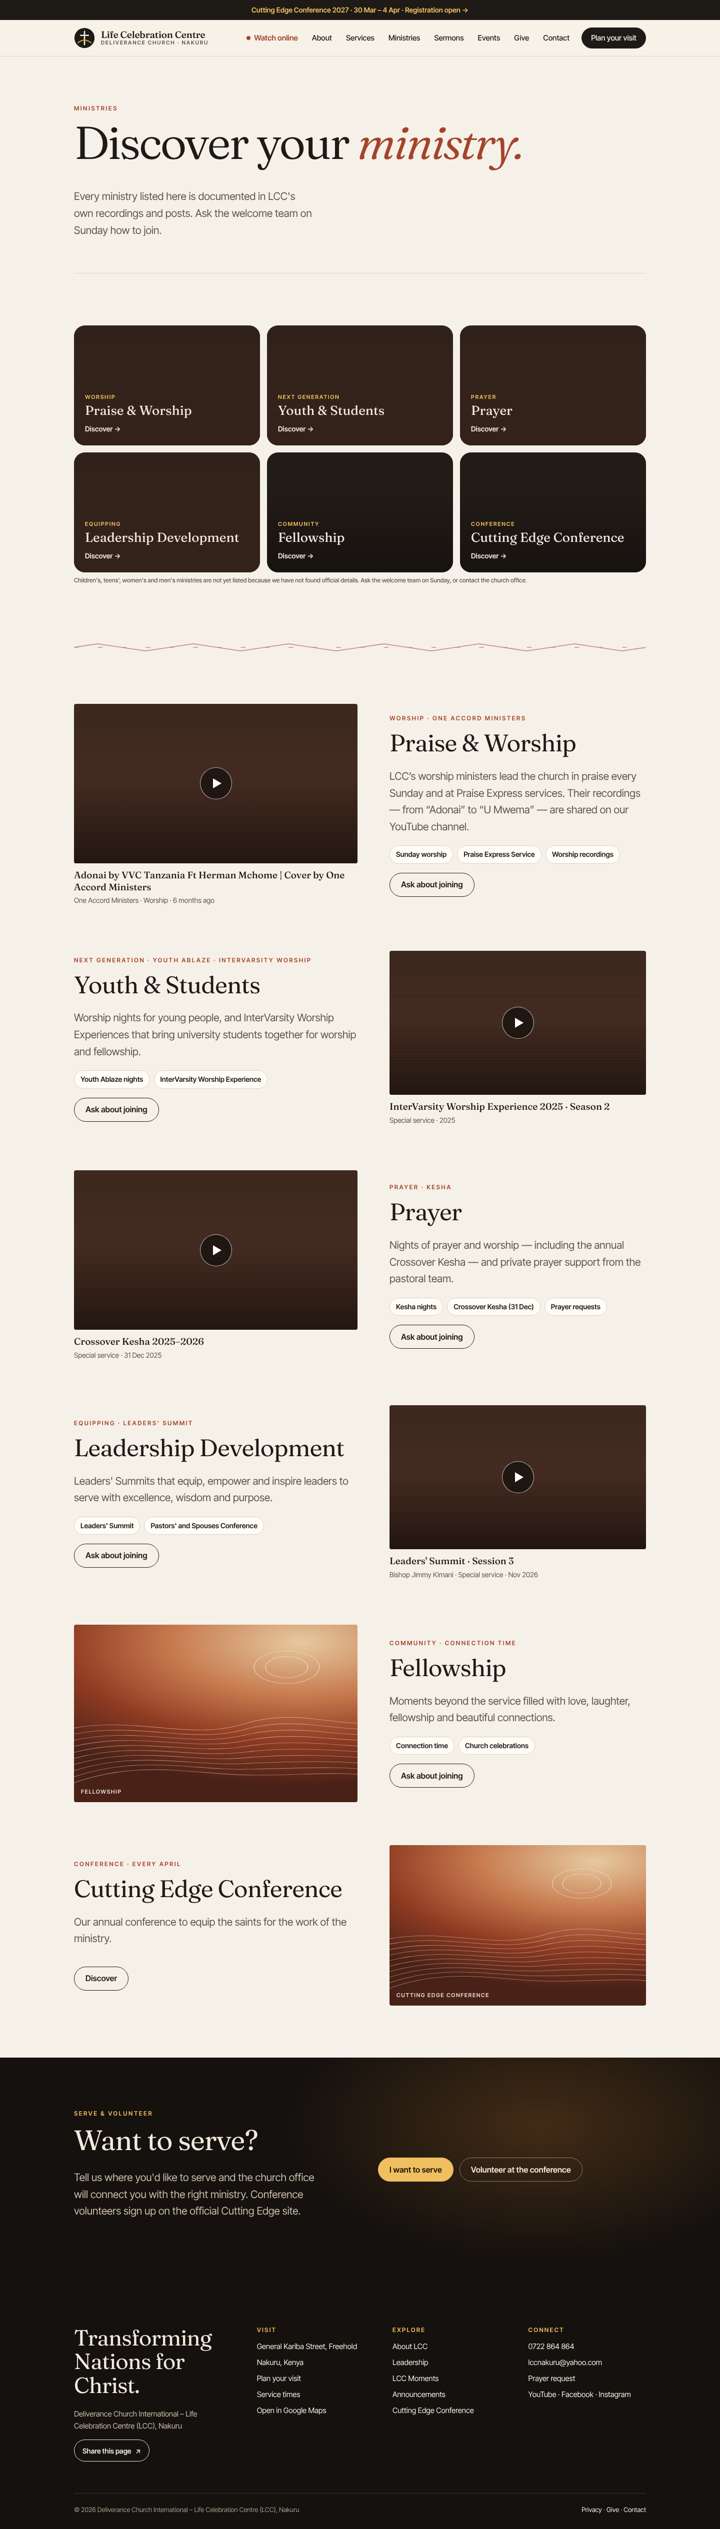 Cutting Edge Conference 2027 · 30 Mar – 4 Apr · Registration open →
Life Celebration Centre
DELIVERANCE CHURCH · NAKURU
Watch online
About
Services
Ministries
Sermons
Events
Give
Contact
Plan your visit
MINISTRIES
Discover your ministry.
Every ministry listed here is documented in LCC's
own recordings and posts. Ask the welcome team on
Sunday how to join.
WORSHIP
Praise & Worship
Discover →
NEXT GENERATION
Youth & Students
Discover →
PRAYER
Prayer
Discover →
EQUIPPING
Leadership Development
Discover →
COMMUNITY
Fellowship
Discover →
CONFERENCE
Cutting Edge Conference
Discover →
Children's, teens', women's and men's ministries are not yet listed because we have not found official details. Ask the welcome team on Sunday, or contact the church office.
WORSHIP · ONE ACCORD MINISTERS
Praise & Worship
LCC's worship ministers lead the church in praise every
Sunday and at Praise Express services. Their recordings
— from “Adonai” to “U Mwema” — are shared on our
YouTube channel.
Sunday worship
Praise Express Service
Worship recordings
Ask about joining
Adonai by VVC Tanzania Ft Herman Mchome | Cover by One
Accord Ministers
One Accord Ministers · Worship · 6 months ago
NEXT GENERATION · YOUTH ABLAZE · INTERVARSITY WORSHIP
Youth & Students
Worship nights for young people, and InterVarsity Worship
Experiences that bring university students together for worship
and fellowship.
Youth Ablaze nights
InterVarsity Worship Experience
Ask about joining
InterVarsity Worship Experience 2025 · Season 2
Special service · 2025
PRAYER · KESHA
Prayer
Nights of prayer and worship — including the annual
Crossover Kesha — and private prayer support from the
pastoral team.
Kesha nights
Crossover Kesha (31 Dec)
Prayer requests
Ask about joining
Crossover Kesha 2025–2026
Special service · 31 Dec 2025
EQUIPPING · LEADERS' SUMMIT
Leadership Development
Leaders' Summits that equip, empower and inspire leaders to
serve with excellence, wisdom and purpose.
Leaders' Summit
Pastors' and Spouses Conference
Ask about joining
Leaders' Summit · Session 3
Bishop Jimmy Kimani · Special service · Nov 2026
FELLOWSHIP
COMMUNITY · CONNECTION TIME
Fellowship
Moments beyond the service filled with love, laughter,
fellowship and beautiful connections.
Connection time
Church celebrations
Ask about joining
CONFERENCE · EVERY APRIL
Cutting Edge Conference
Our annual conference to equip the saints for the work of the
ministry.
Discover
CUTTING EDGE CONFERENCE
SERVE & VOLUNTEER
Want to serve?
Tell us where you'd like to serve and the church office
will connect you with the right ministry. Conference
volunteers sign up on the official Cutting Edge site.
I want to serve
Volunteer at the conference
Transforming
Nations for
Christ.
Deliverance Church International – Life
Celebration Centre (LCC), Nakuru
Share this page ↗
VISIT
General Kariba Street, Freehold
Nakuru, Kenya
Plan your visit
Service times
Open in Google Maps
EXPLORE
About LCC
Leadership
LCC Moments
Announcements
Cutting Edge Conference
CONNECT
0722 864 864
lccnakuru@yahoo.com
Prayer request
YouTube · Facebook · Instagram
© 2026 Deliverance Church International – Life Celebration Centre (LCC), Nakuru
Privacy · Give · Contact